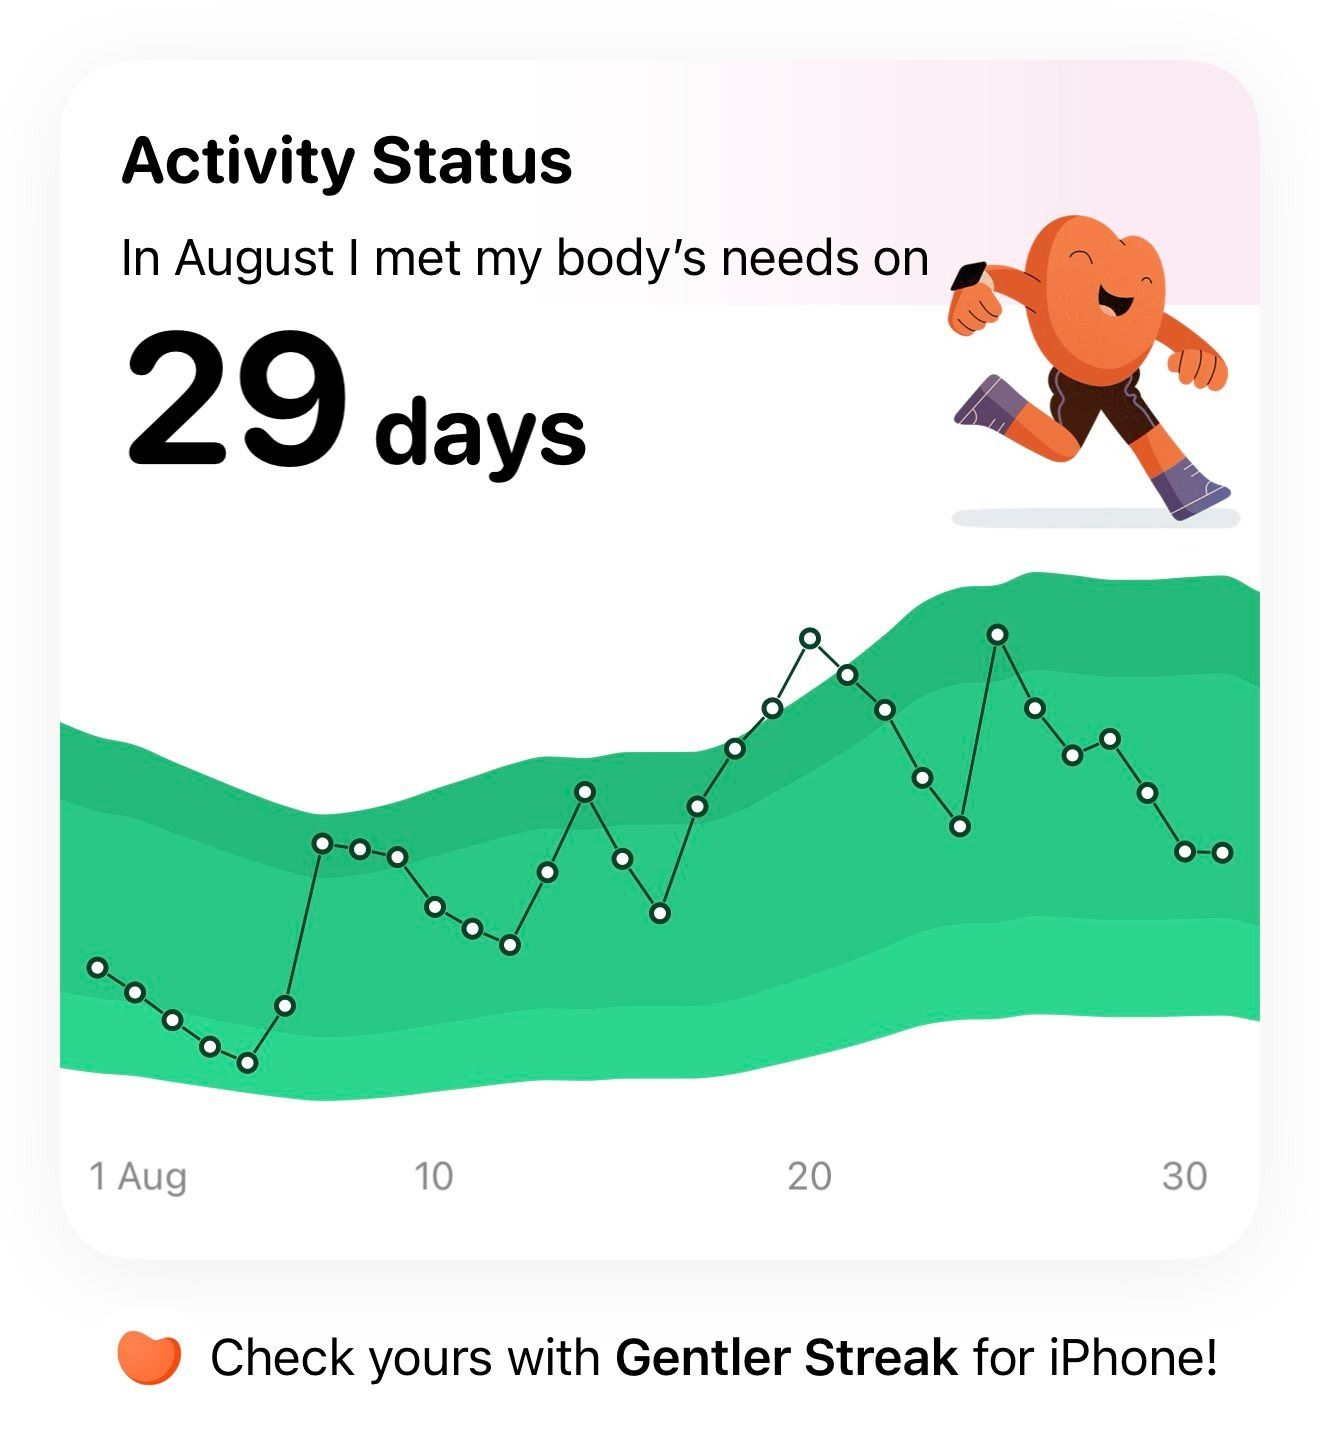 Activity Status
In August I met my body’s needs on
29 days
1 Aug 10 20 30
Check yours with Gentler Streak for iPhone!